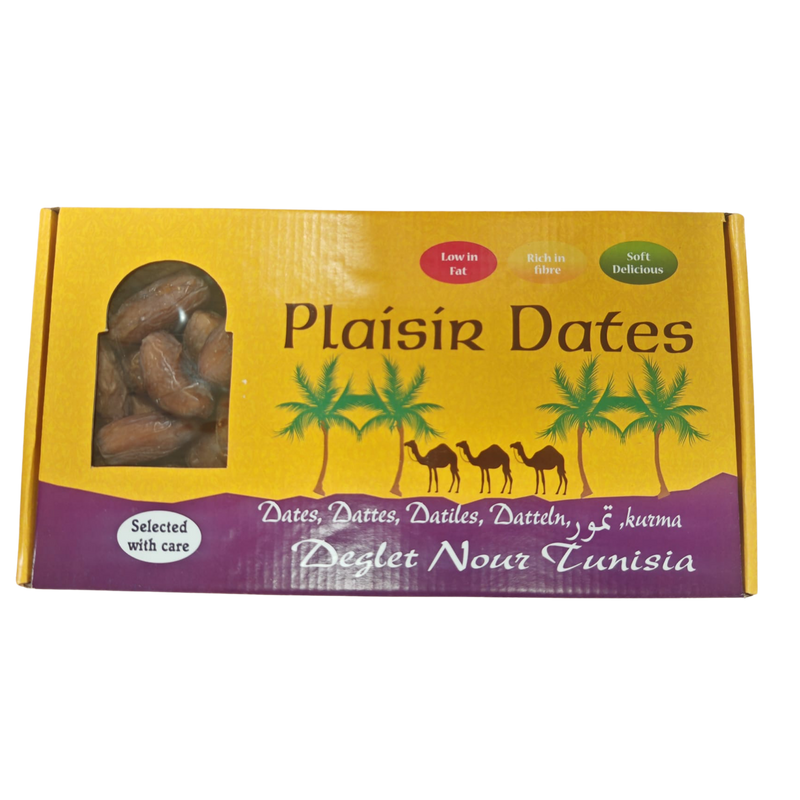 Low in
Fat
Rich in
fibre
Soft
Delicious
Plaisir Dates
Dates, Dattes, Datiles, Datteln, تمور ,kurma
Deglet Nour Tunisia
Selected
with care